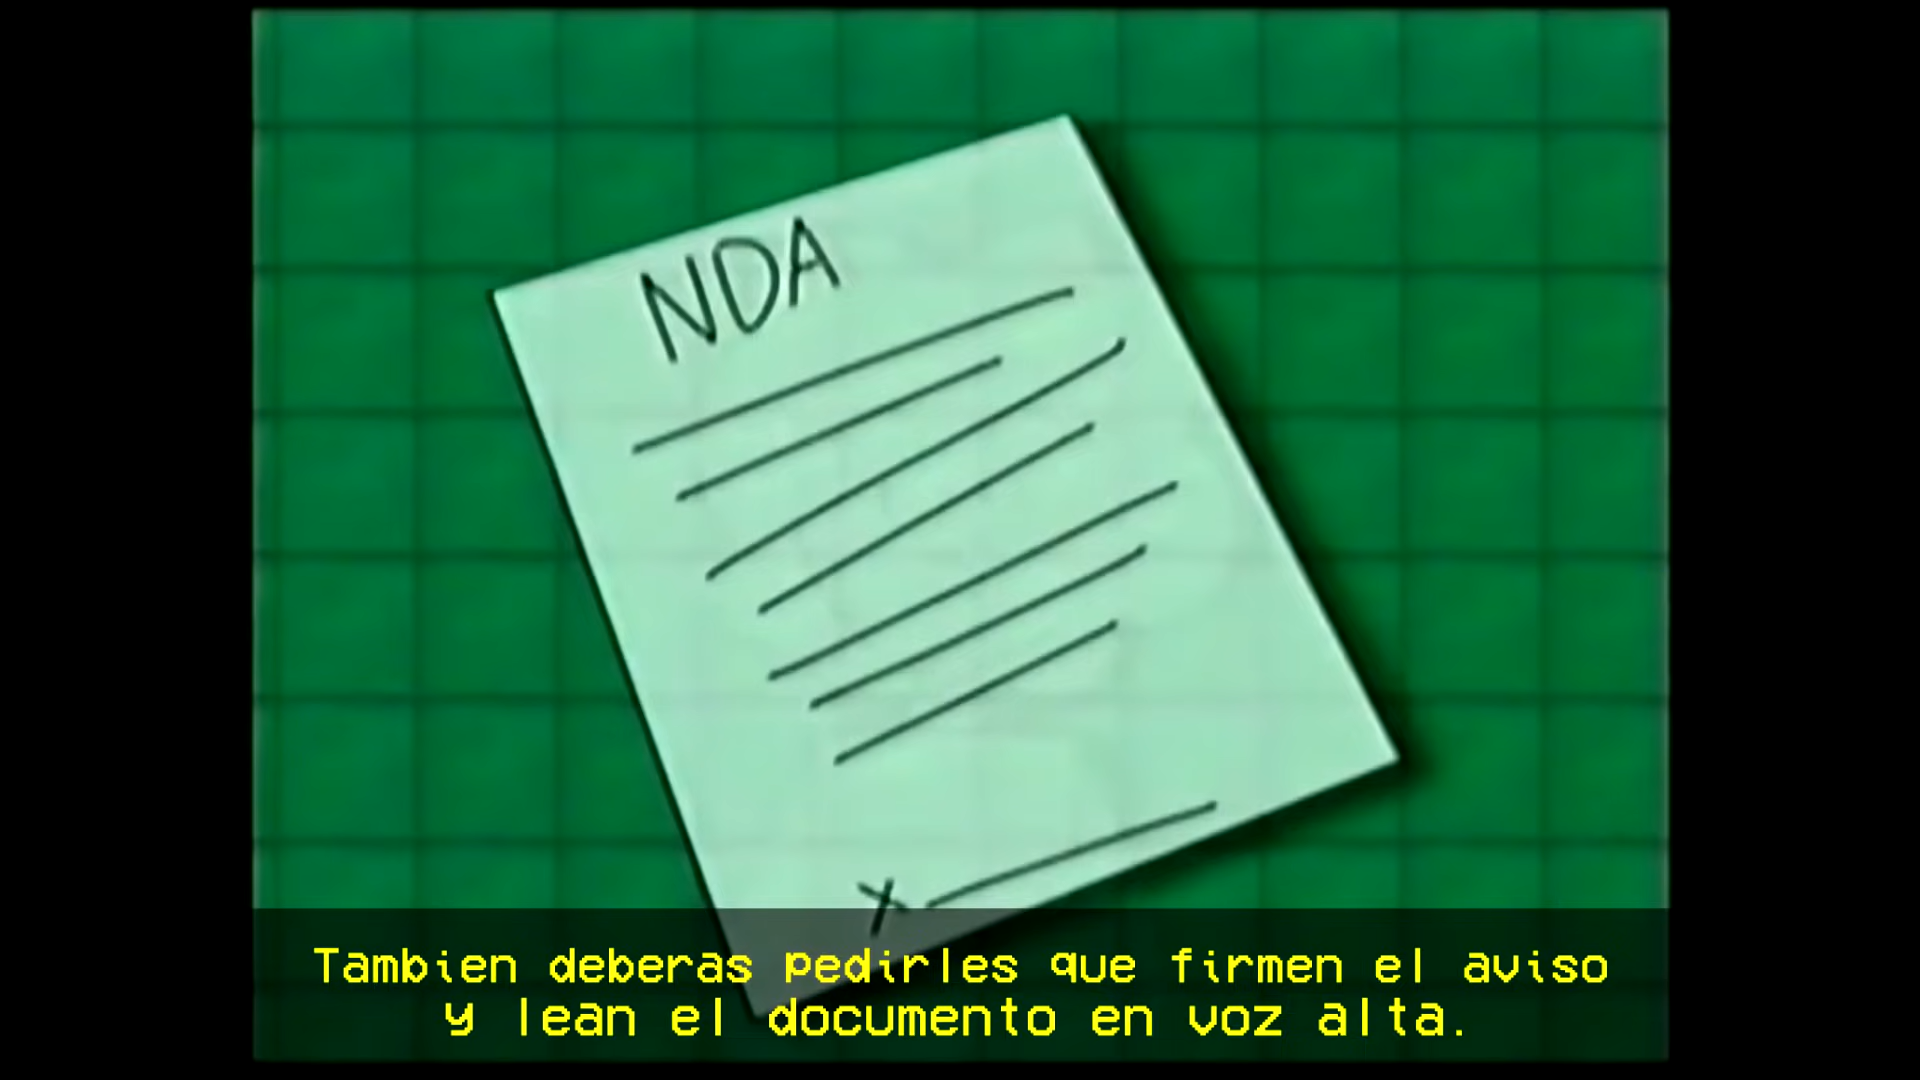 NDA
X
Tambien deberas pedirles que firmen el aviso
y lean el documento en voz alta.